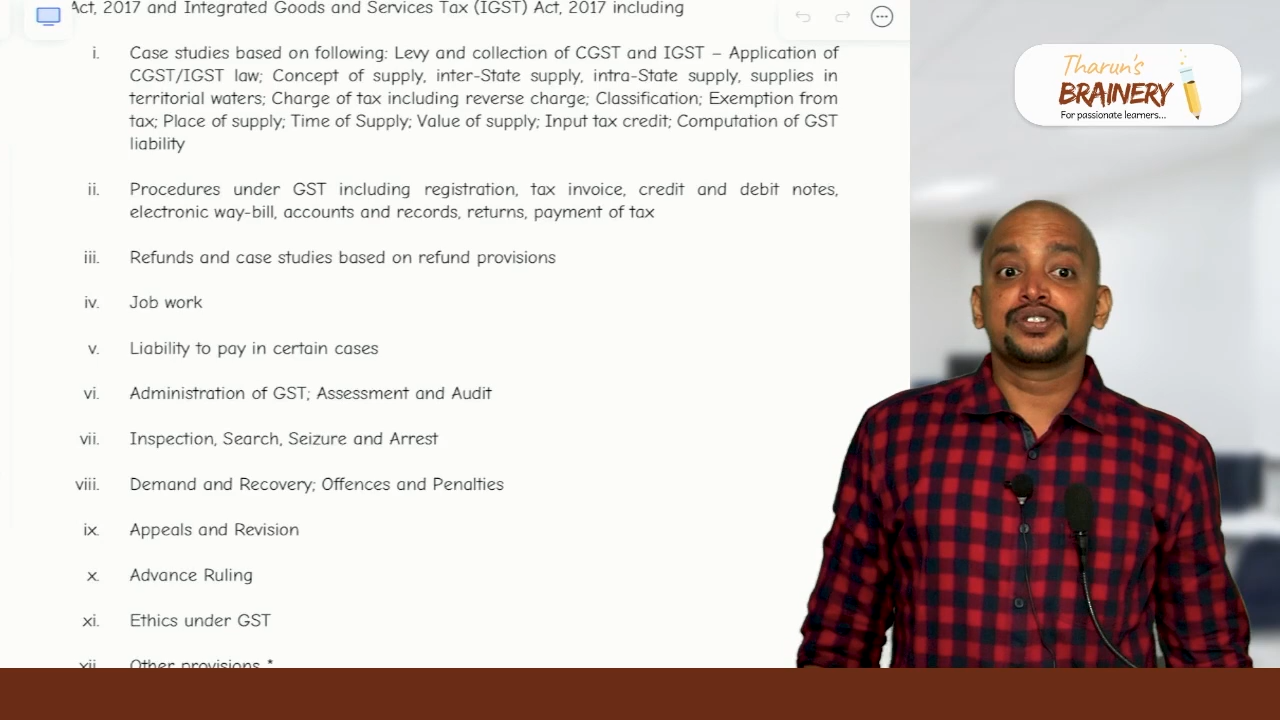 Act, 2017 and Integrated Goods and Services Tax (IGST) Act, 2017 including
i. Case studies based on following: Levy and collection of CGST and IGST – Application of
CGST/IGST law; Concept of supply, inter-State supply, intra-State supply, supplies in
territorial waters; Charge of tax including reverse charge; Classification; Exemption from
tax; Place of supply; Time of Supply; Value of supply; Input tax credit; Computation of GST
liability
ii. Procedures under GST including registration, tax invoice, credit and debit notes,
electronic way-bill, accounts and records, returns, payment of tax
iii. Refunds and case studies based on refund provisions
iv. Job work
v. Liability to pay in certain cases
vi. Administration of GST; Assessment and Audit
vii. Inspection, Search, Seizure and Arrest
viii. Demand and Recovery; Offences and Penalties
ix. Appeals and Revision
x. Advance Ruling
xi. Ethics under GST
xii. Other provisions *
Tharun's
BRAINERY
For passionate learners...